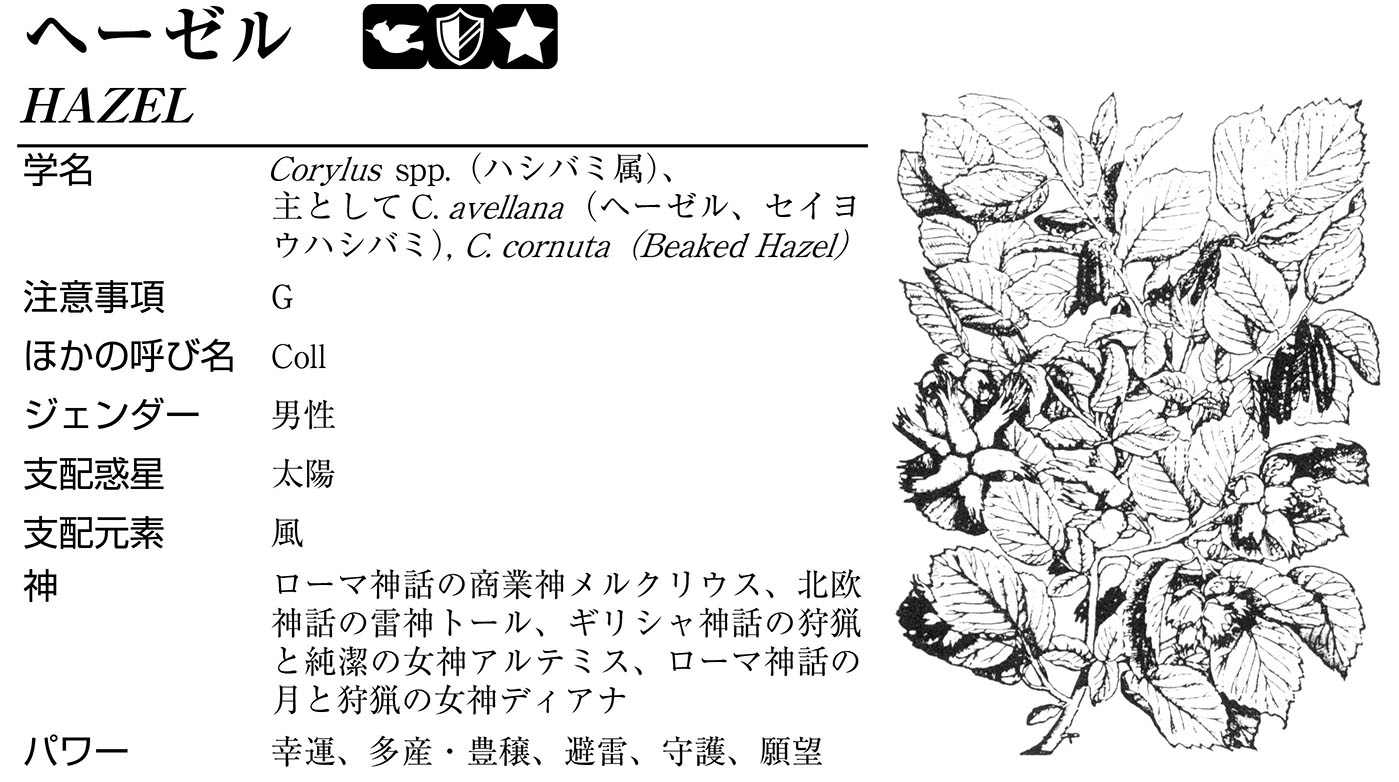 ヘーゼル
HAZEL
学名 Corylus spp.（ハシバミ属）、
主として C. avellana（ヘーゼル、セイヨ
ウハシバミ）, C. cornuta（Beaked Hazel）
注意事項 G
ほかの呼び名 Coll
ジェンダー 男性
支配惑星 太陽
支配元素 風
神 ローマ神話の商業神メルクリウス、北欧
神話の雷神トール、ギリシャ神話の狩猟
と純潔の女神アルテミス、ローマ神話の
月と狩猟の女神ディアナ
パワー 幸運、多産・豊穣、避雷、守護、願望